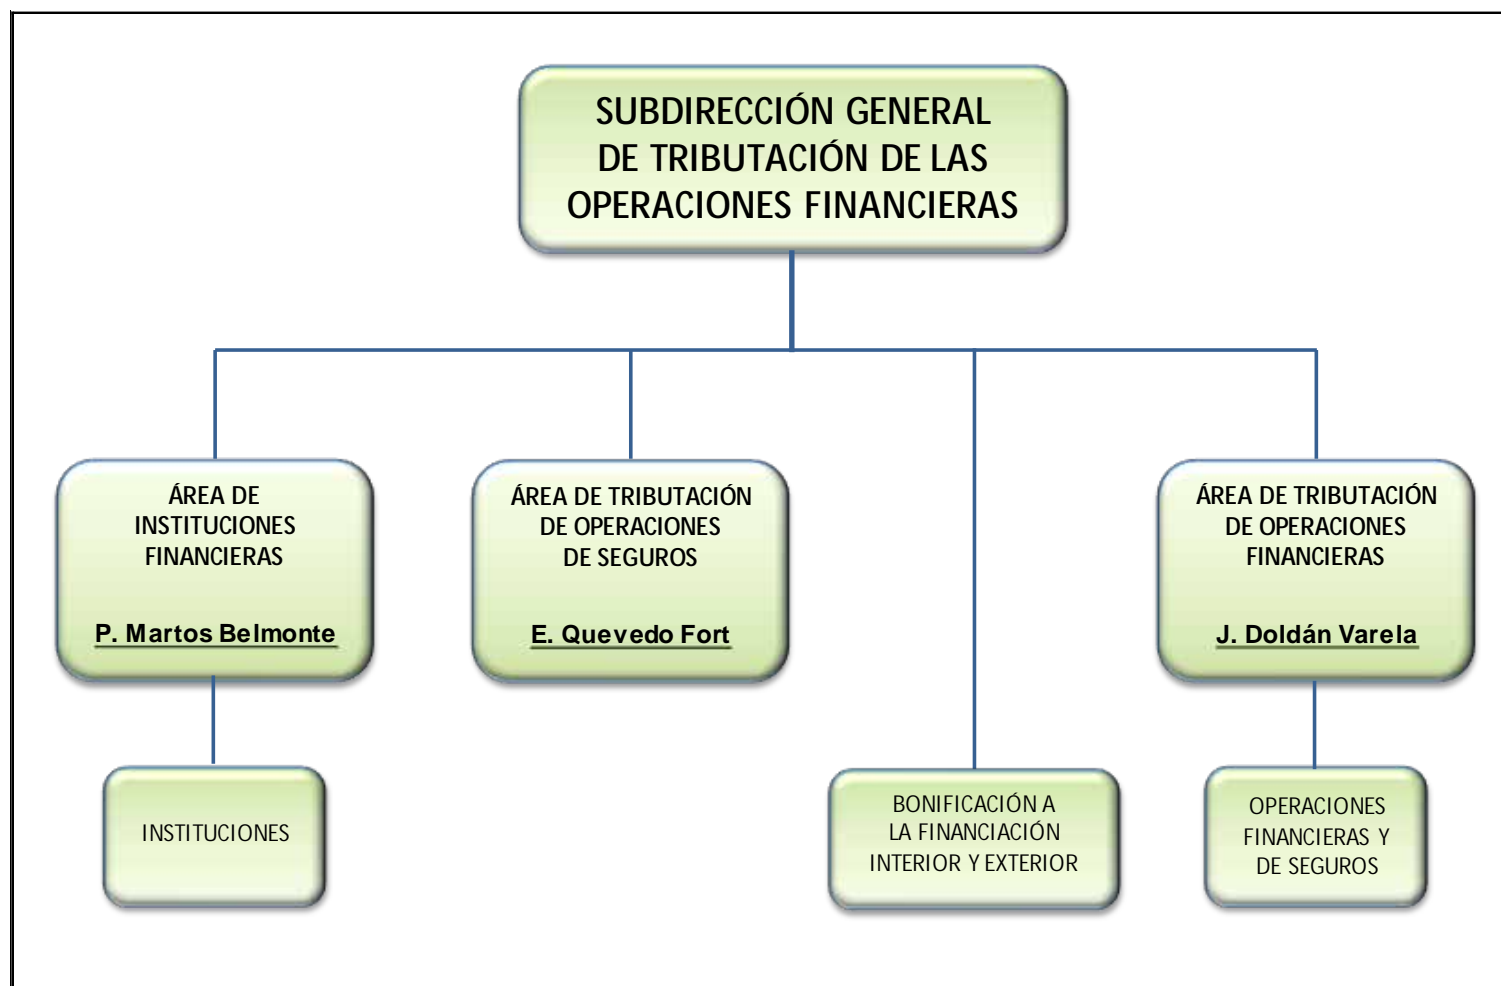 SUBDIRECCIÓN GENERAL
DE TRIBUTACIÓN DE LAS
OPERACIONES FINANCIERAS
ÁREA DE
INSTITUCIONES
FINANCIERAS
P. Martos Belmonte
ÁREA DE TRIBUTACIÓN
DE OPERACIONES
DE SEGUROS
E. Quevedo Fort
ÁREA DE TRIBUTACIÓN
DE OPERACIONES
FINANCIERAS
J. Doldán Varela
INSTITUCIONES
BONIFICACIÓN A
LA FINANCIACIÓN
INTERIOR Y EXTERIOR
OPERACIONES
FINANCIERAS Y
DE SEGUROS